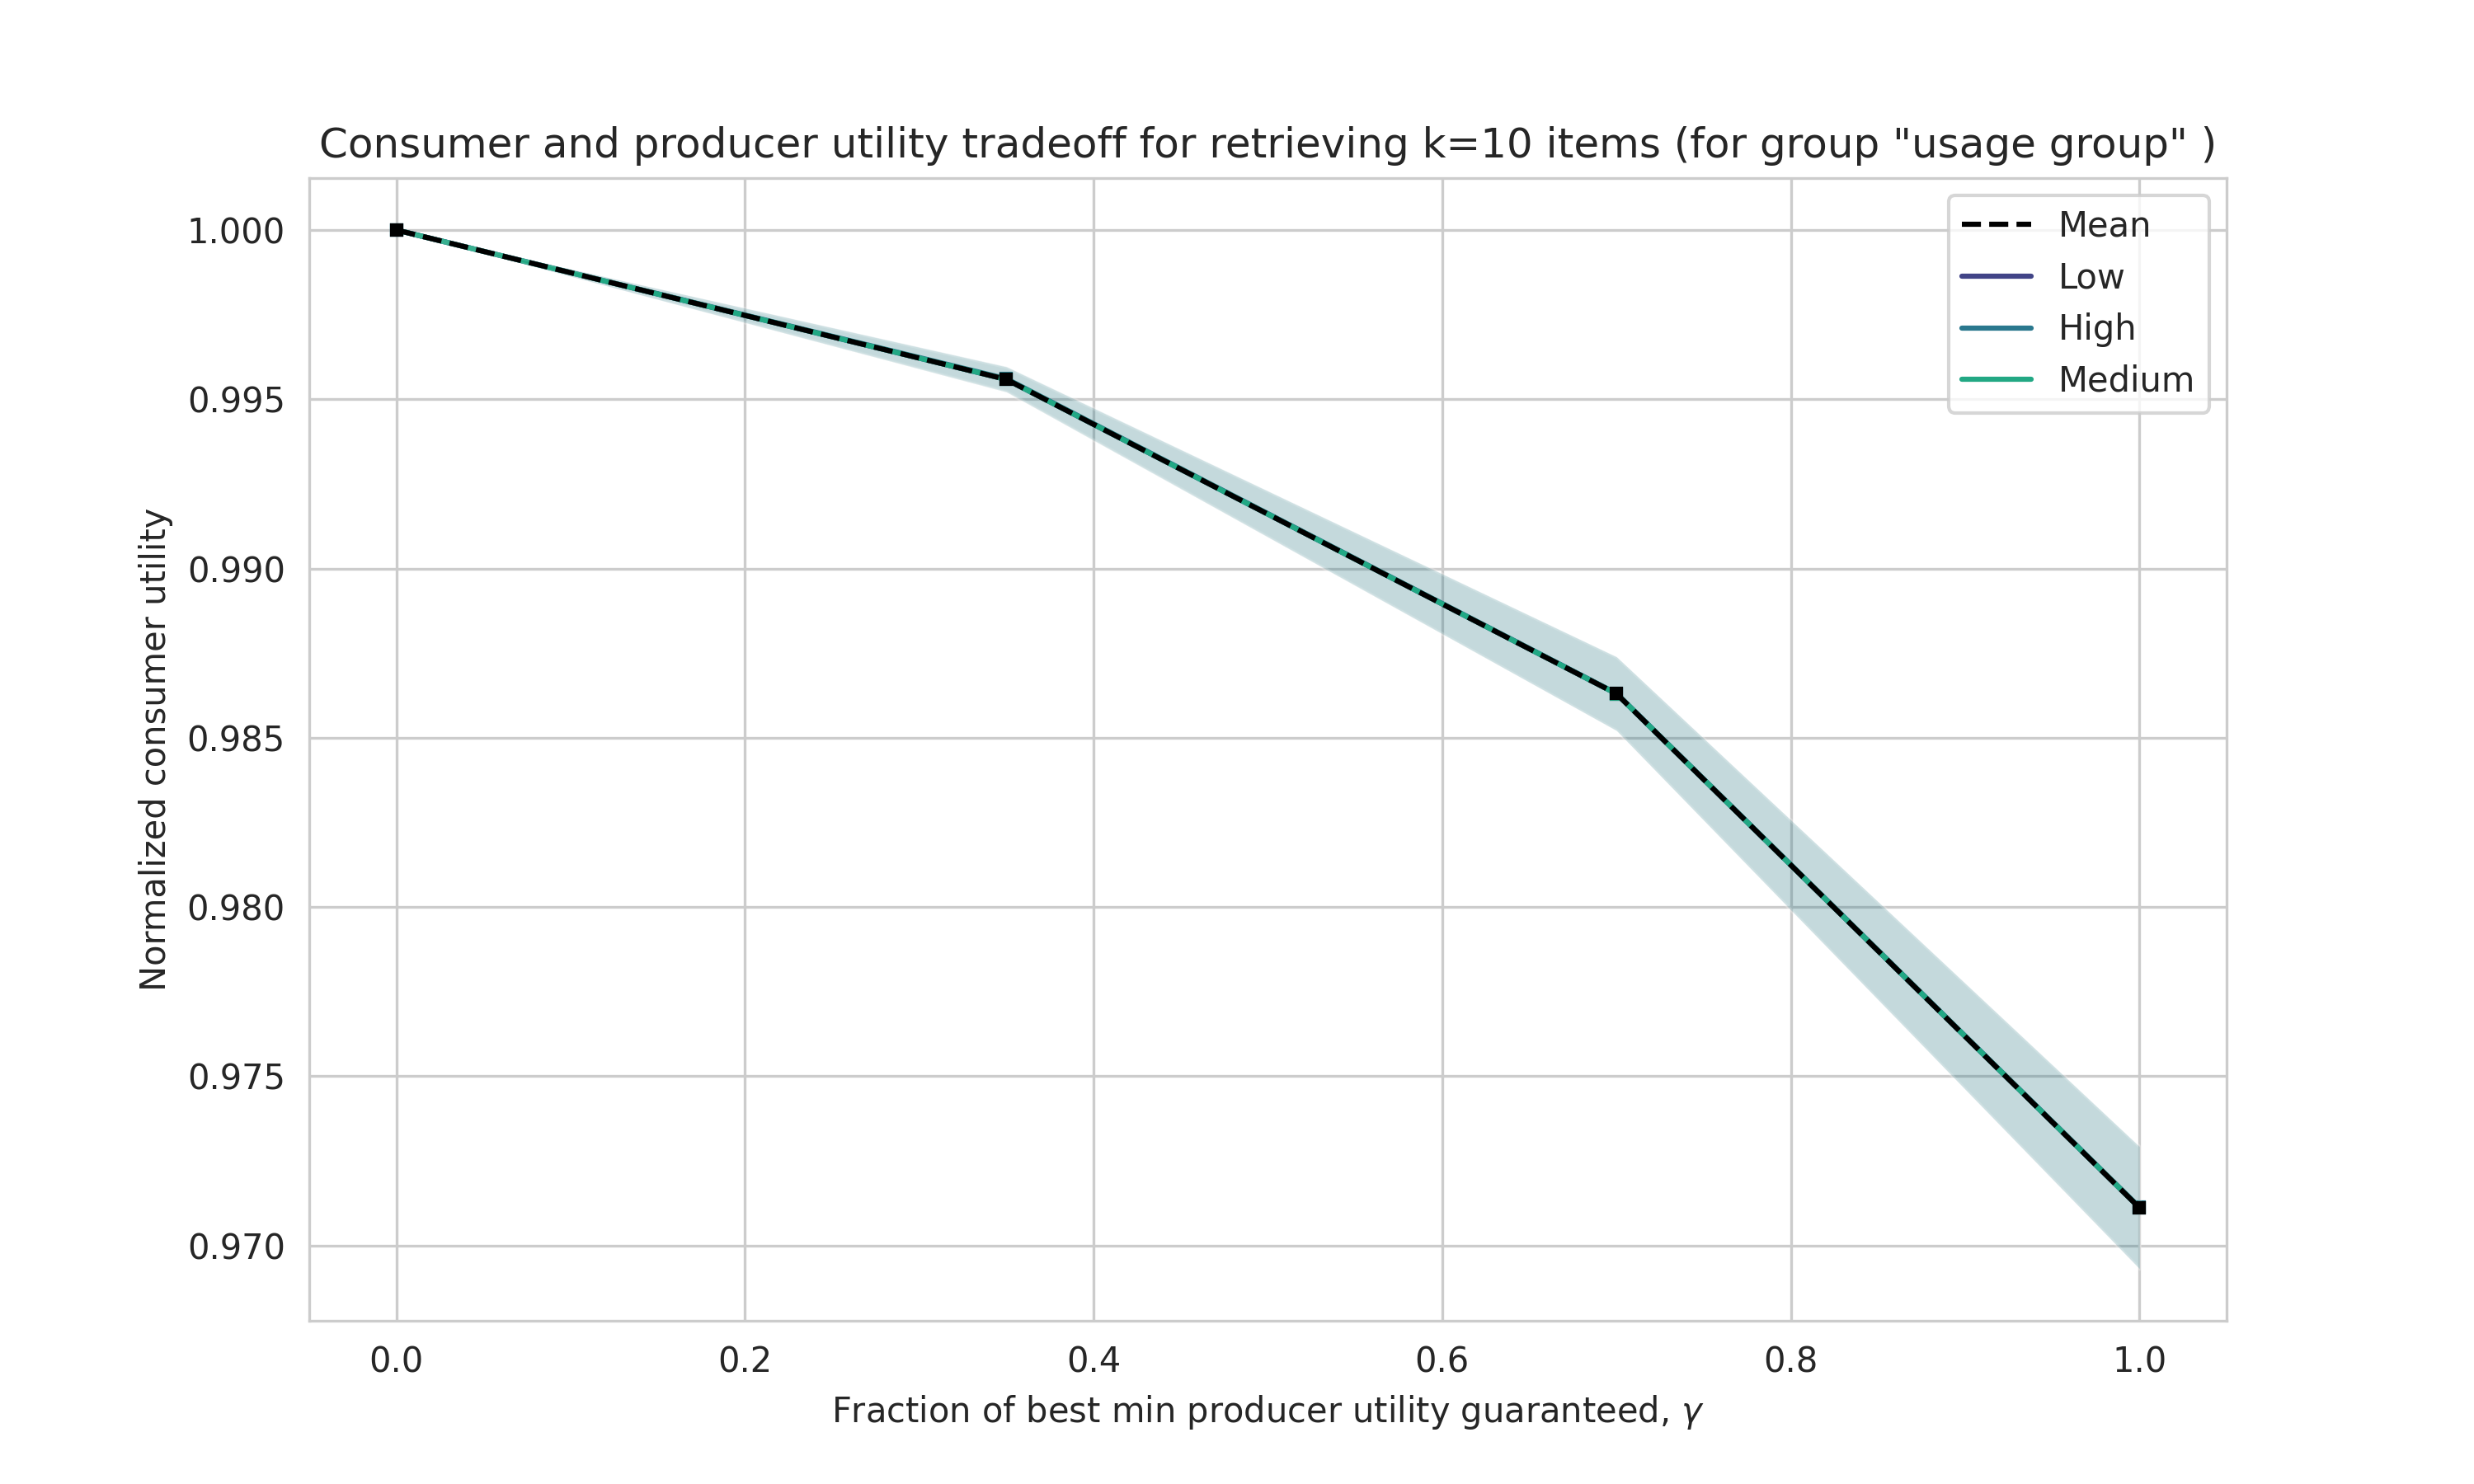 Consumer and producer utility tradeoff for retrieving k=10 items (for group "usage group" )
Mean
Low
High
Medium
1.000
0.995
0.990
0.985
0.980
0.975
0.970
Normalized consumer utility
0.0 0.2 0.4 0.6 0.8 1.0
Fraction of best min producer utility guaranteed, γ